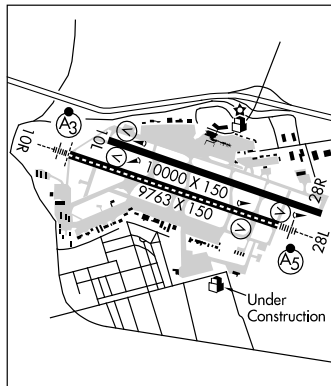 A3
10R
10L
V
V
10000 X 150
9763 X 150
V
V
28R
28L
A5
Under
Construction